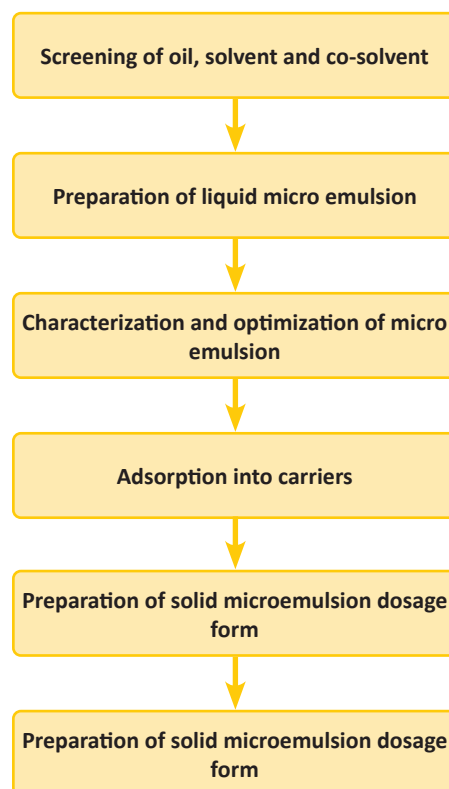 Screening of oil, solvent and co-solvent
Preparation of liquid micro emulsion
Characterization and optimization of micro
emulsion
Adsorption into carriers
Preparation of solid microemulsion dosage
form
Preparation of solid microemulsion dosage
form